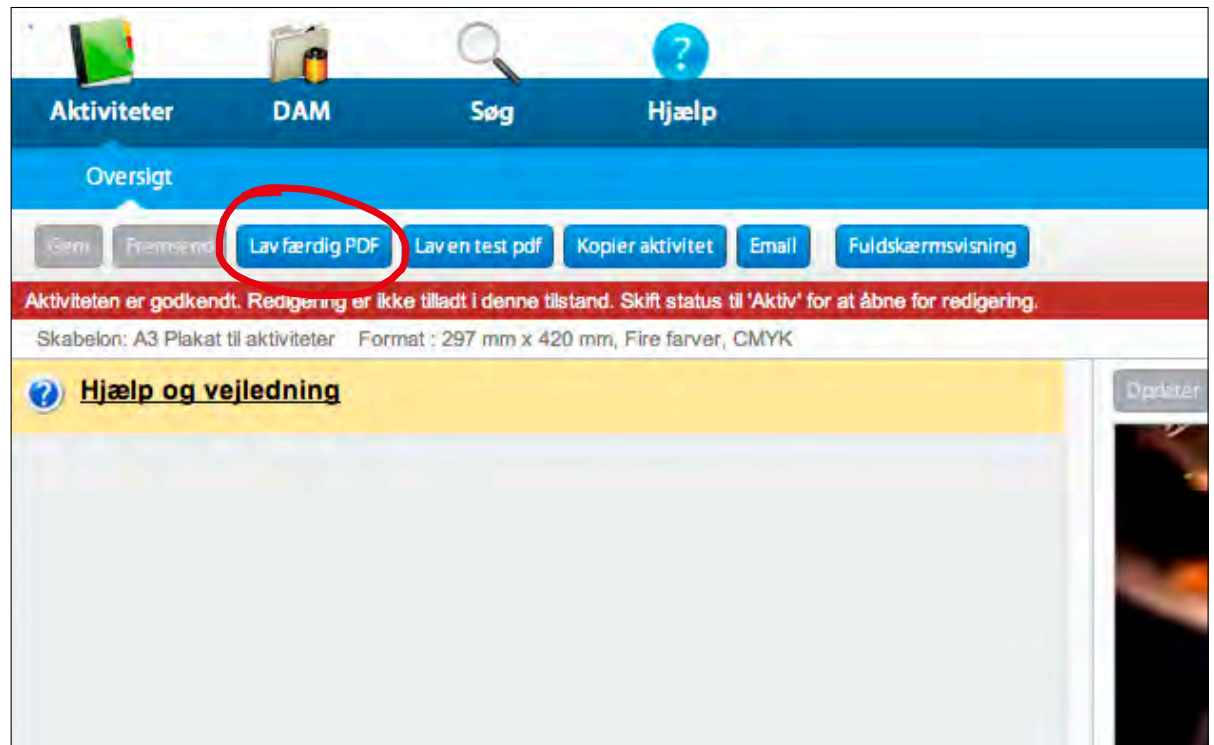 Aktiviteter DAM Søg Hjælp
Oversigt
Gem Fremsend Lav færdig PDF Lav en test pdf Kopier aktivitet Email Fuldskærmsvisning
Aktiviteten er godkendt. Redigering er ikke tilladt i denne tilstand. Skift status til 'Aktiv' for at åbne for redigering.
Skabelon: A3 Plakat til aktiviteter Format : 297 mm x 420 mm, Fire farver, CMYK
? Hjælp og vejledning
Opdater